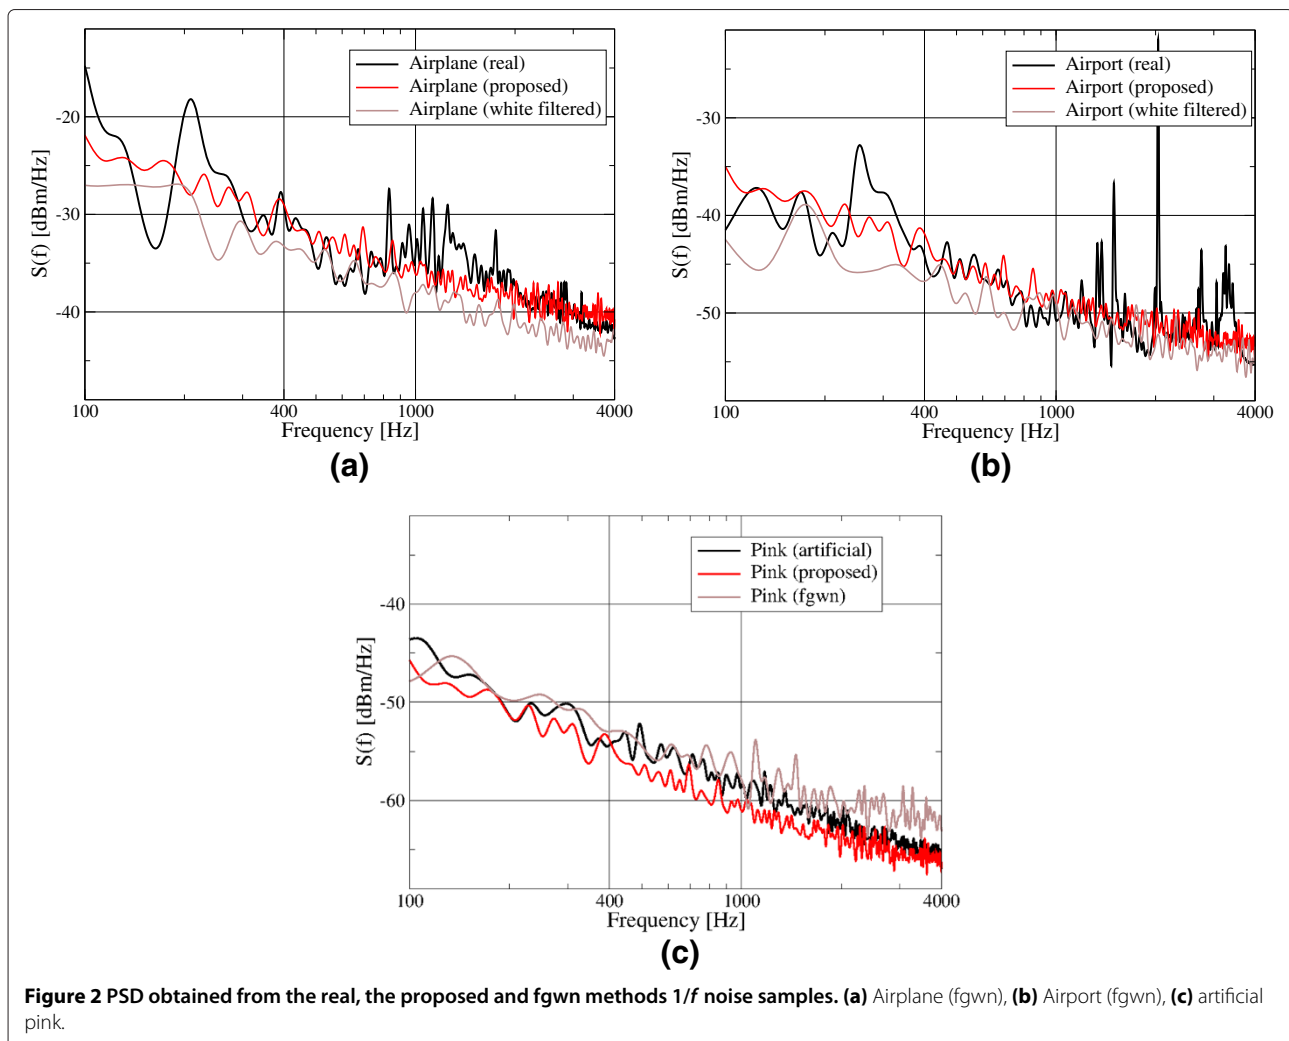 Airplane (real)
Airplane (proposed)
Airplane (white filtered)
-20
-30
-40
S(f) [dBm/Hz]
100
400
1000
4000
Frequency [Hz]
(a)
Airport (real)
Airport (proposed)
Airport (white filtered)
-30
-40
-50
S(f) [dBm/Hz]
100
400
1000
4000
Frequency [Hz]
(b)
Pink (artificial)
Pink (proposed)
Pink (fgwn)
-40
-50
-60
S(f) [dBm/Hz]
100
400
1000
4000
Frequency [Hz]
(c)
Figure 2 PSD obtained from the real, the proposed and fgwn methods 1/f noise samples. (a) Airplane (fgwn), (b) Airport (fgwn), (c) artificial
pink.